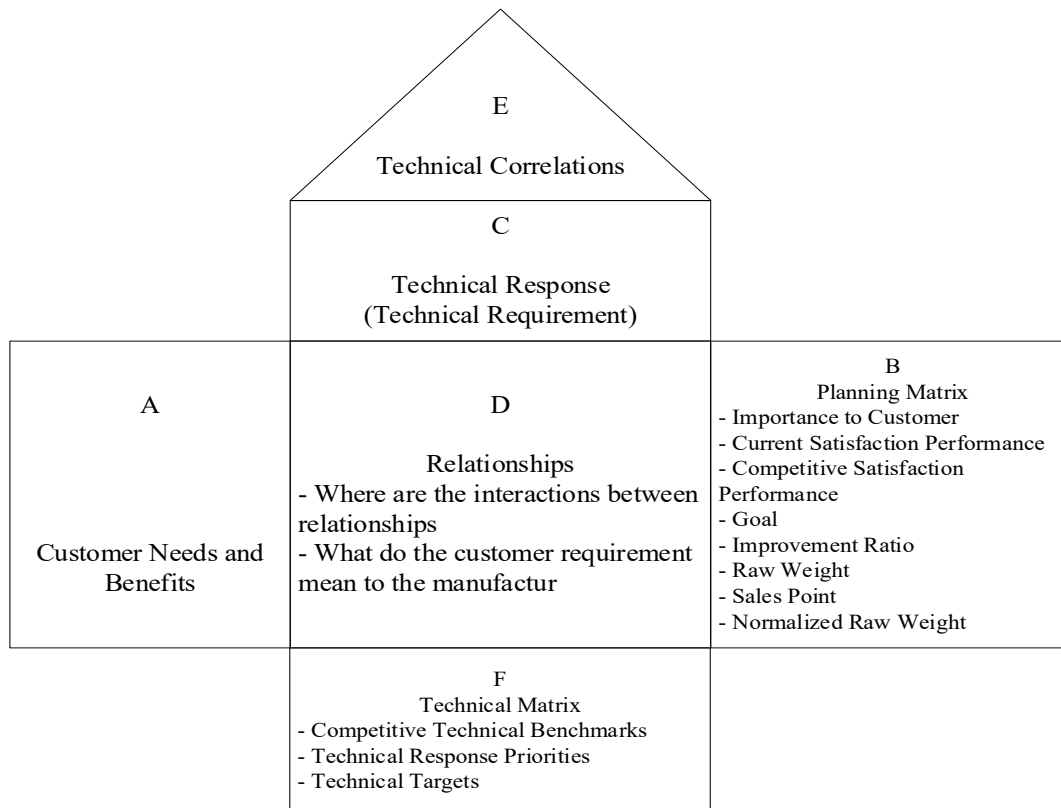 E
Technical Correlations
C
Technical Response
(Technical Requirement)
A
Customer Needs and
Benefits
D
Relationships
- Where are the interactions between
relationships
- What do the customer requirement
mean to the manufactur
B
Planning Matrix
- Importance to Customer
- Current Satisfaction Performance
- Competitive Satisfaction
Performance
- Goal
- Improvement Ratio
- Raw Weight
- Sales Point
- Normalized Raw Weight
F
Technical Matrix
- Competitive Technical Benchmarks
- Technical Response Priorities
- Technical Targets